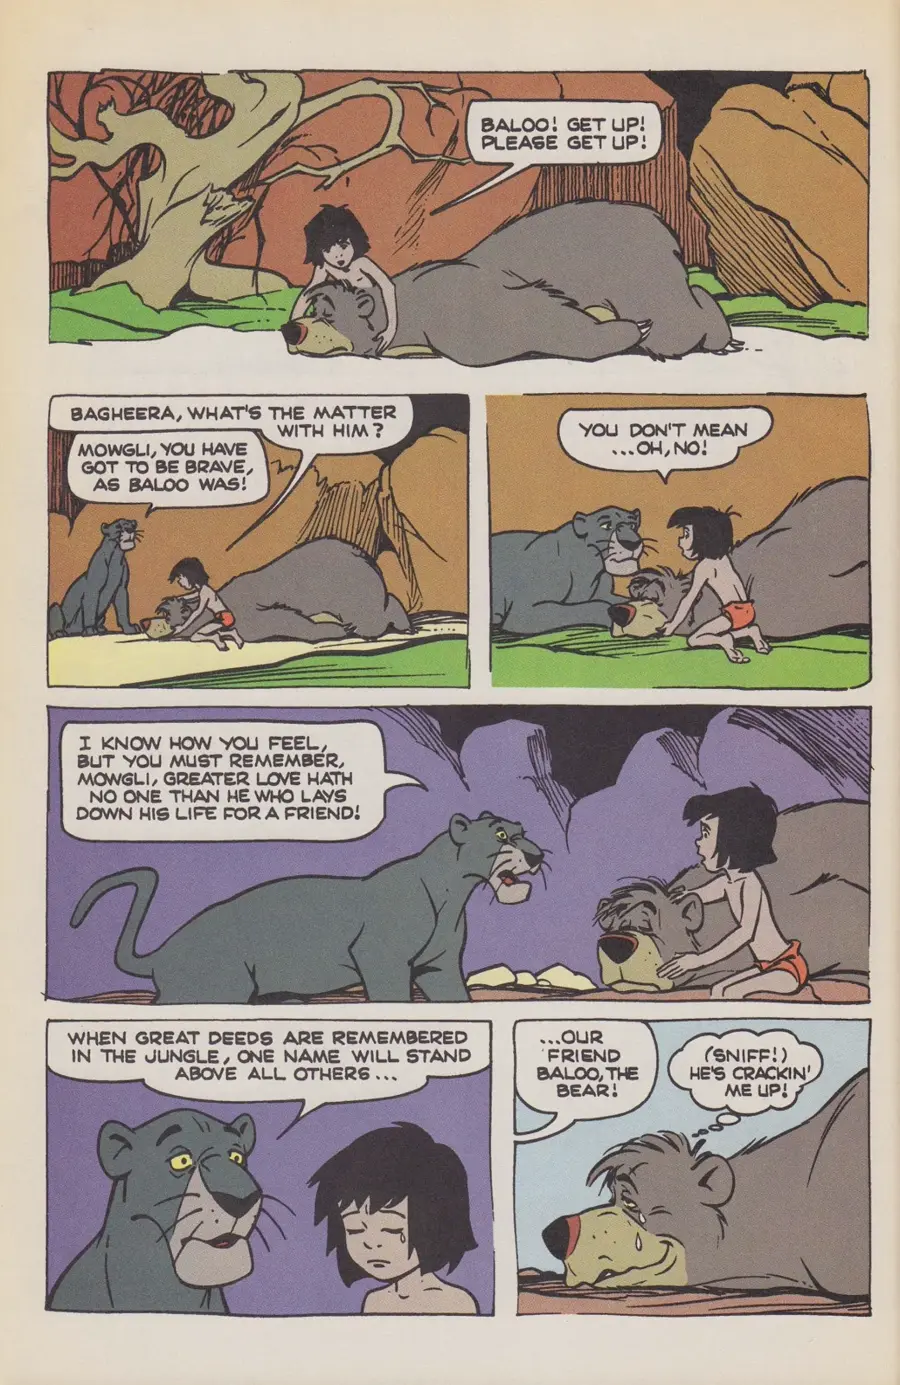 BALOO! GET UP!
PLEASE GET UP!
BAGHEERA, WHAT'S THE MATTER
WITH HIM?
MOWGLI, YOU HAVE
GOT TO BE BRAVE,
AS BALOO WAS!
YOU DON'T MEAN
...OH, NO!
I KNOW HOW YOU FEEL,
BUT YOU MUST REMEMBER,
MOWGLI, GREATER LOVE HATH
NO ONE THAN HE WHO LAYS
DOWN HIS LIFE FOR A FRIEND!
WHEN GREAT DEEDS ARE REMEMBERED
IN THE JUNGLE, ONE NAME WILL STAND
ABOVE ALL OTHERS...
...OUR
FRIEND
BALOO, THE
BEAR!
(SNIFF!)
HE'S CRACKIN'
ME UP!